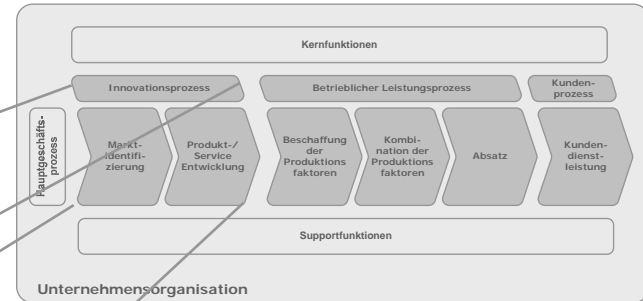 Kernfunktionen
Innovationsprozess
Betrieblicher Leistungsprozess
Kunden-
prozess
Hauptgeschäfts-
prozess
Markt-
identifi-
zierung
Produkt-/
Service
Entwicklung
Beschaffung
der
Produktions
faktoren
Kombi-
nation der
Produktions
faktoren
Absatz
Kunden-
dienst-
leistung
Supportfunktionen
Unternehmensorganisation